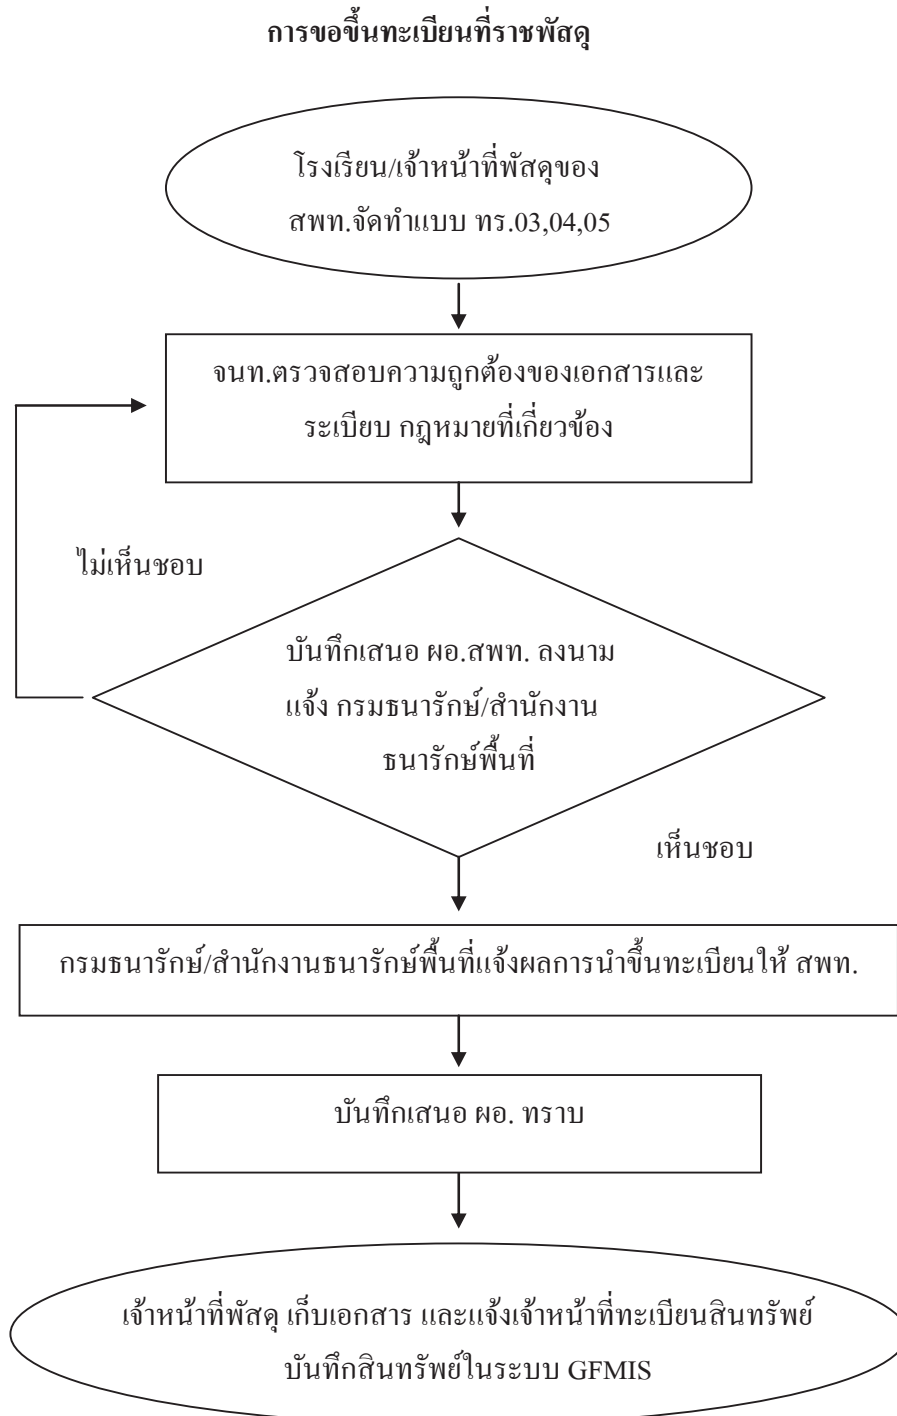 การขอขึ้นทะเบียนที่ราชพัสดุ
โรงเรียน/เจ้าหน้าที่พัสดุของ
สพท.จัดทำแบบ ทร.03,04,05
จนท.ตรวจสอบความถูกต้องของเอกสารและ
ระเบียบ กฎหมายที่เกี่ยวข้อง
ไม่เห็นชอบ
บันทึกเสนอ ผอ.สพท. ลงนาม
แจ้ง กรมธนารักษ์/สำนักงาน
ธนารักษ์พื้นที่
เห็นชอบ
กรมธนารักษ์/สำนักงานธนารักษ์พื้นที่แจ้งผลการนำขึ้นทะเบียนให้ สพท.
บันทึกเสนอ ผอ. ทราบ
เจ้าหน้าที่พัสดุ เก็บเอกสาร และแจ้งเจ้าหน้าที่ทะเบียนสินทรัพย์
บันทึกสินทรัพย์ในระบบ GFMIS